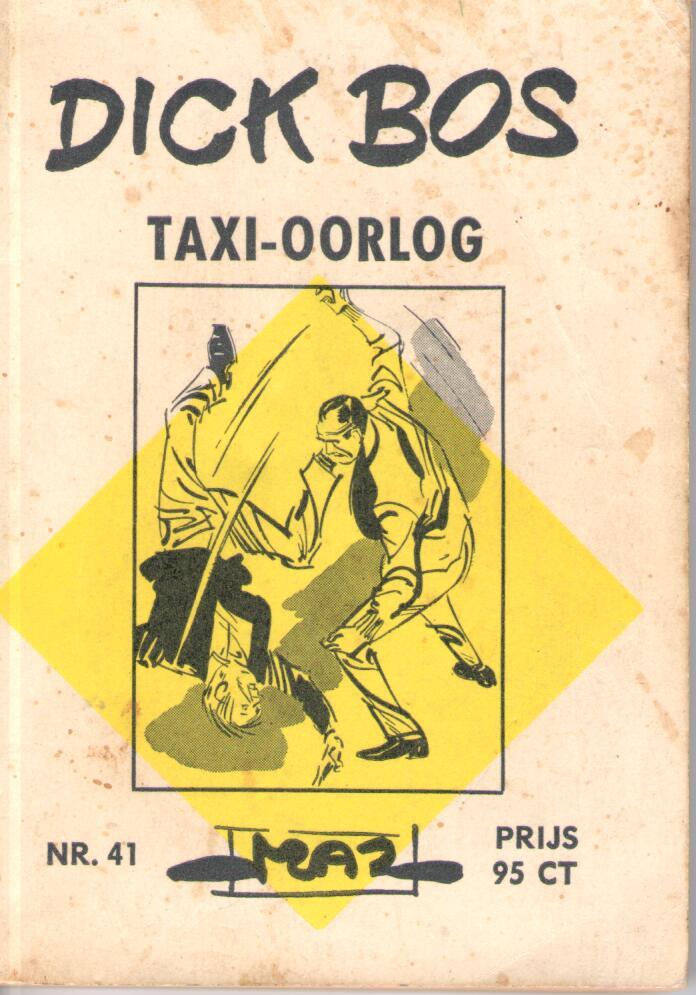 DICK BOS
TAXI-OORLOG
NR. 41
MAZ
PRIJS
95 CT